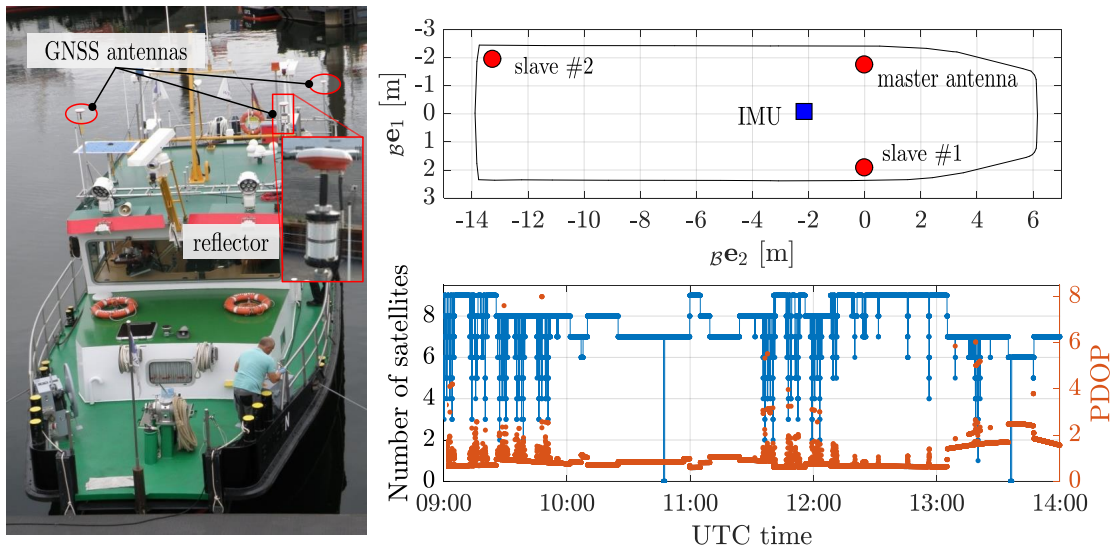 GNSS antennas
reflector
N
-3
-2
-1
0
1
2
3
ʙe₁ [m]
slave #2
master antenna
IMU
slave #1
-14 -12 -10 -8 -6 -4 -2 0 2 4 6
ʙe₂ [m]
Number of satellites
8
6
4
2
0
8
6
4
2
0
PDOP
09:00 10:00 11:00 12:00 13:00 14:00
UTC time